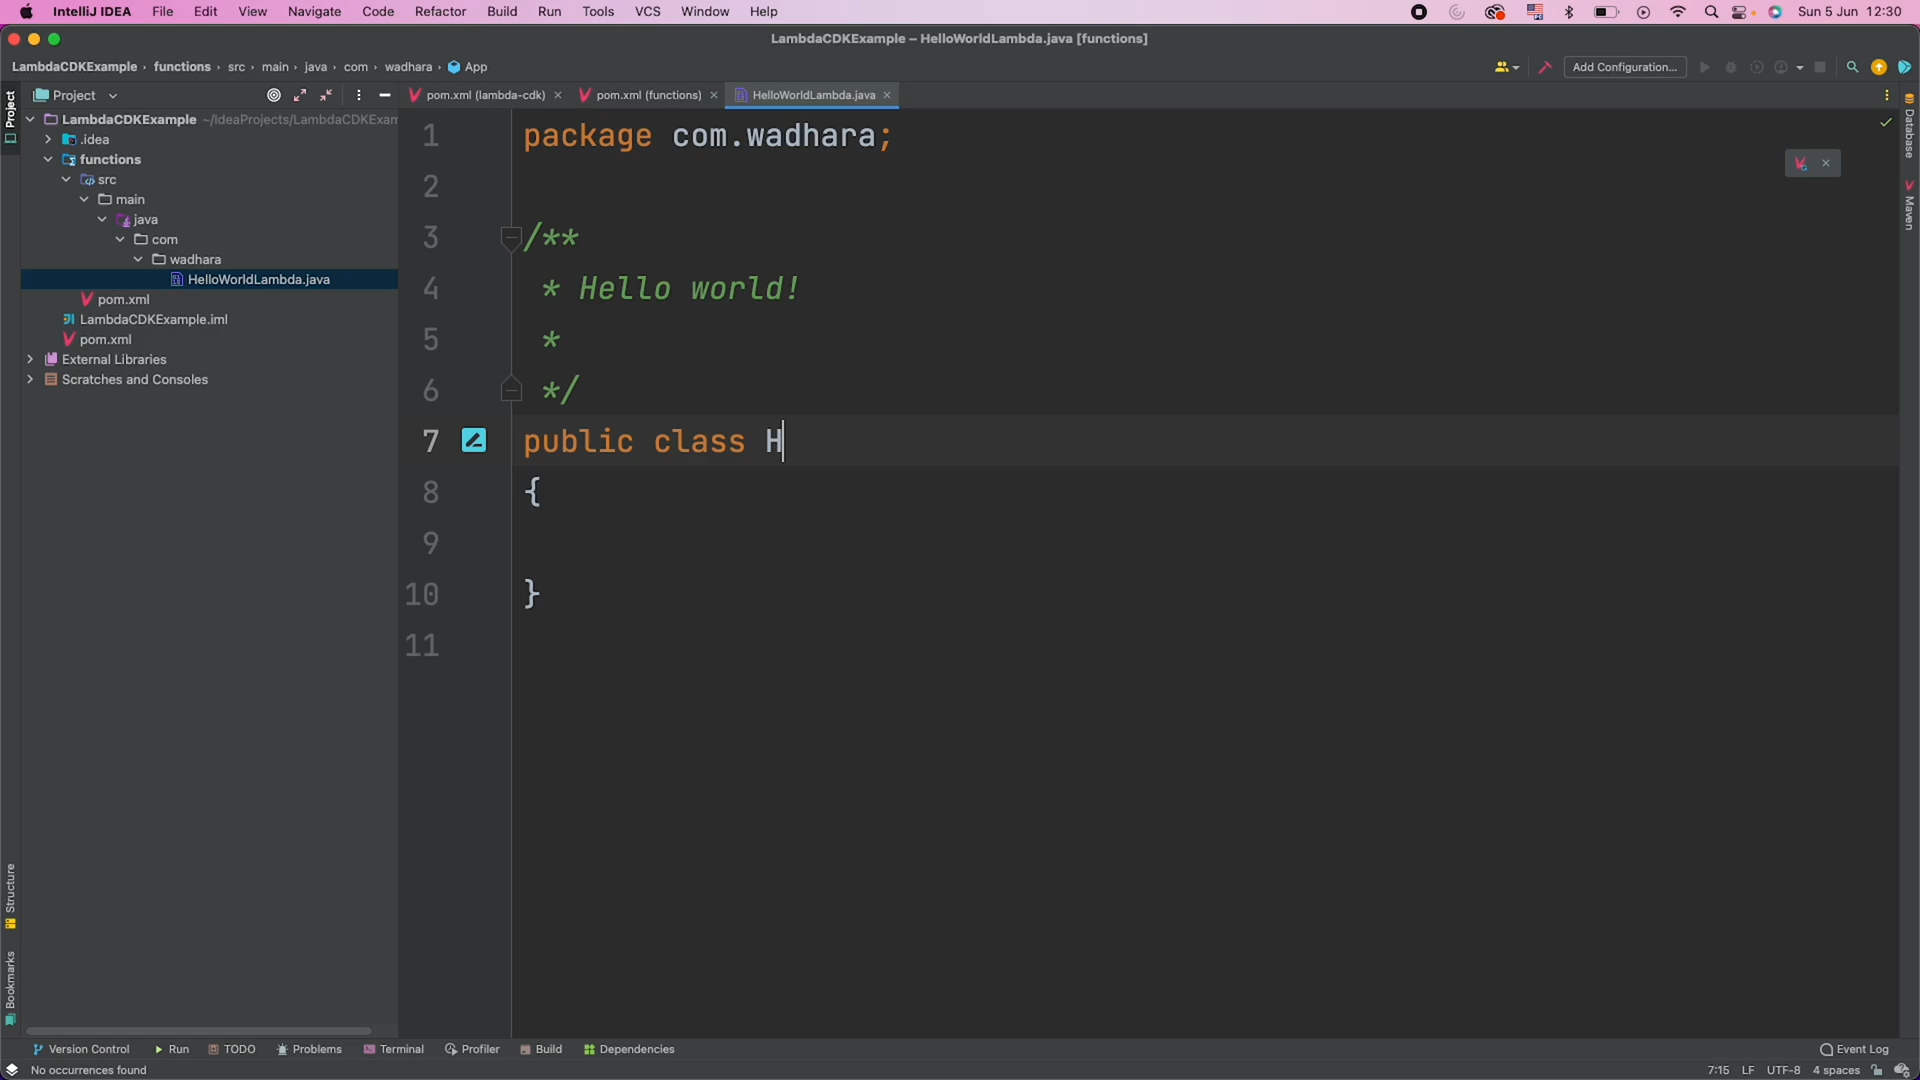 IntelliJ IDEA File Edit View Navigate Code Refactor Build Run Tools VCS Window Help Sun 5 Jun 12:30
LambdaCDKExample – HelloWorldLambda.java [functions]
LambdaCDKExample › functions › src › main › java › com › wadhara › App Add Configuration...
Project
Project
pom.xml (lambda-cdk) pom.xml (functions) HelloWorldLambda.java
LambdaCDKExample ~/IdeaProjects/LambdaCDKExam
.idea
functions
src
main
java
com
wadhara
HelloWorldLambda.java
pom.xml
LambdaCDKExample.iml
pom.xml
External Libraries
Scratches and Consoles
1 package com.wadhara;
2
3 /**
4 * Hello world!
5 *
6 */
7 public class H
8 {
9
10 }
11
Database
Maven
Structure
Bookmarks
Version Control Run TODO Problems Terminal Profiler Build Dependencies Event Log
No occurrences found 7:15 LF UTF-8 4 spaces